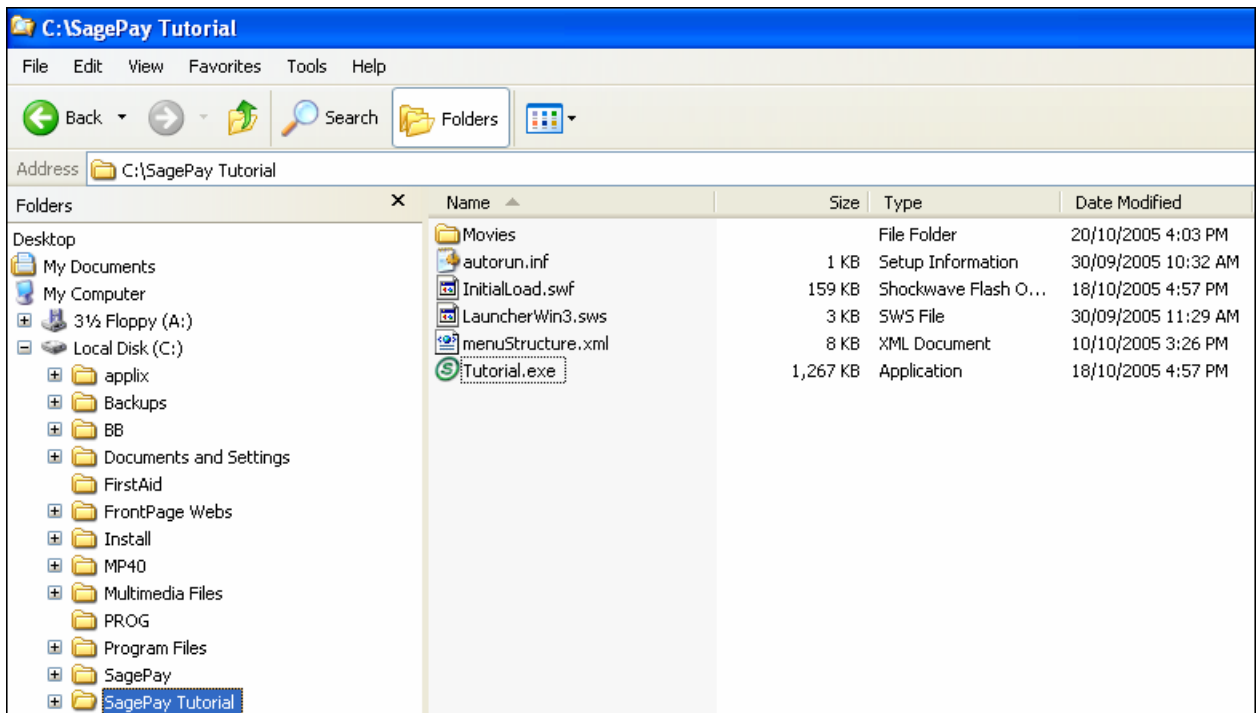 C:\SagePay Tutorial
File Edit View Favorites Tools Help
Back Search Folders
Address C:\SagePay Tutorial
Folders
Desktop
My Documents
My Computer
3½ Floppy (A:)
Local Disk (C:)
applix
Backups
BB
Documents and Settings
FirstAid
FrontPage Webs
Install
MP40
Multimedia Files
PROG
Program Files
SagePay
SagePay Tutorial
Name Size Type Date Modified
Movies File Folder 20/10/2005 4:03 PM
autorun.inf 1 KB Setup Information 30/09/2005 10:32 AM
InitialLoad.swf 159 KB Shockwave Flash O... 18/10/2005 4:57 PM
LauncherWin3.sws 3 KB SWS File 30/09/2005 11:29 AM
menuStructure.xml 8 KB XML Document 10/10/2005 3:26 PM
Tutorial.exe 1,267 KB Application 18/10/2005 4:57 PM